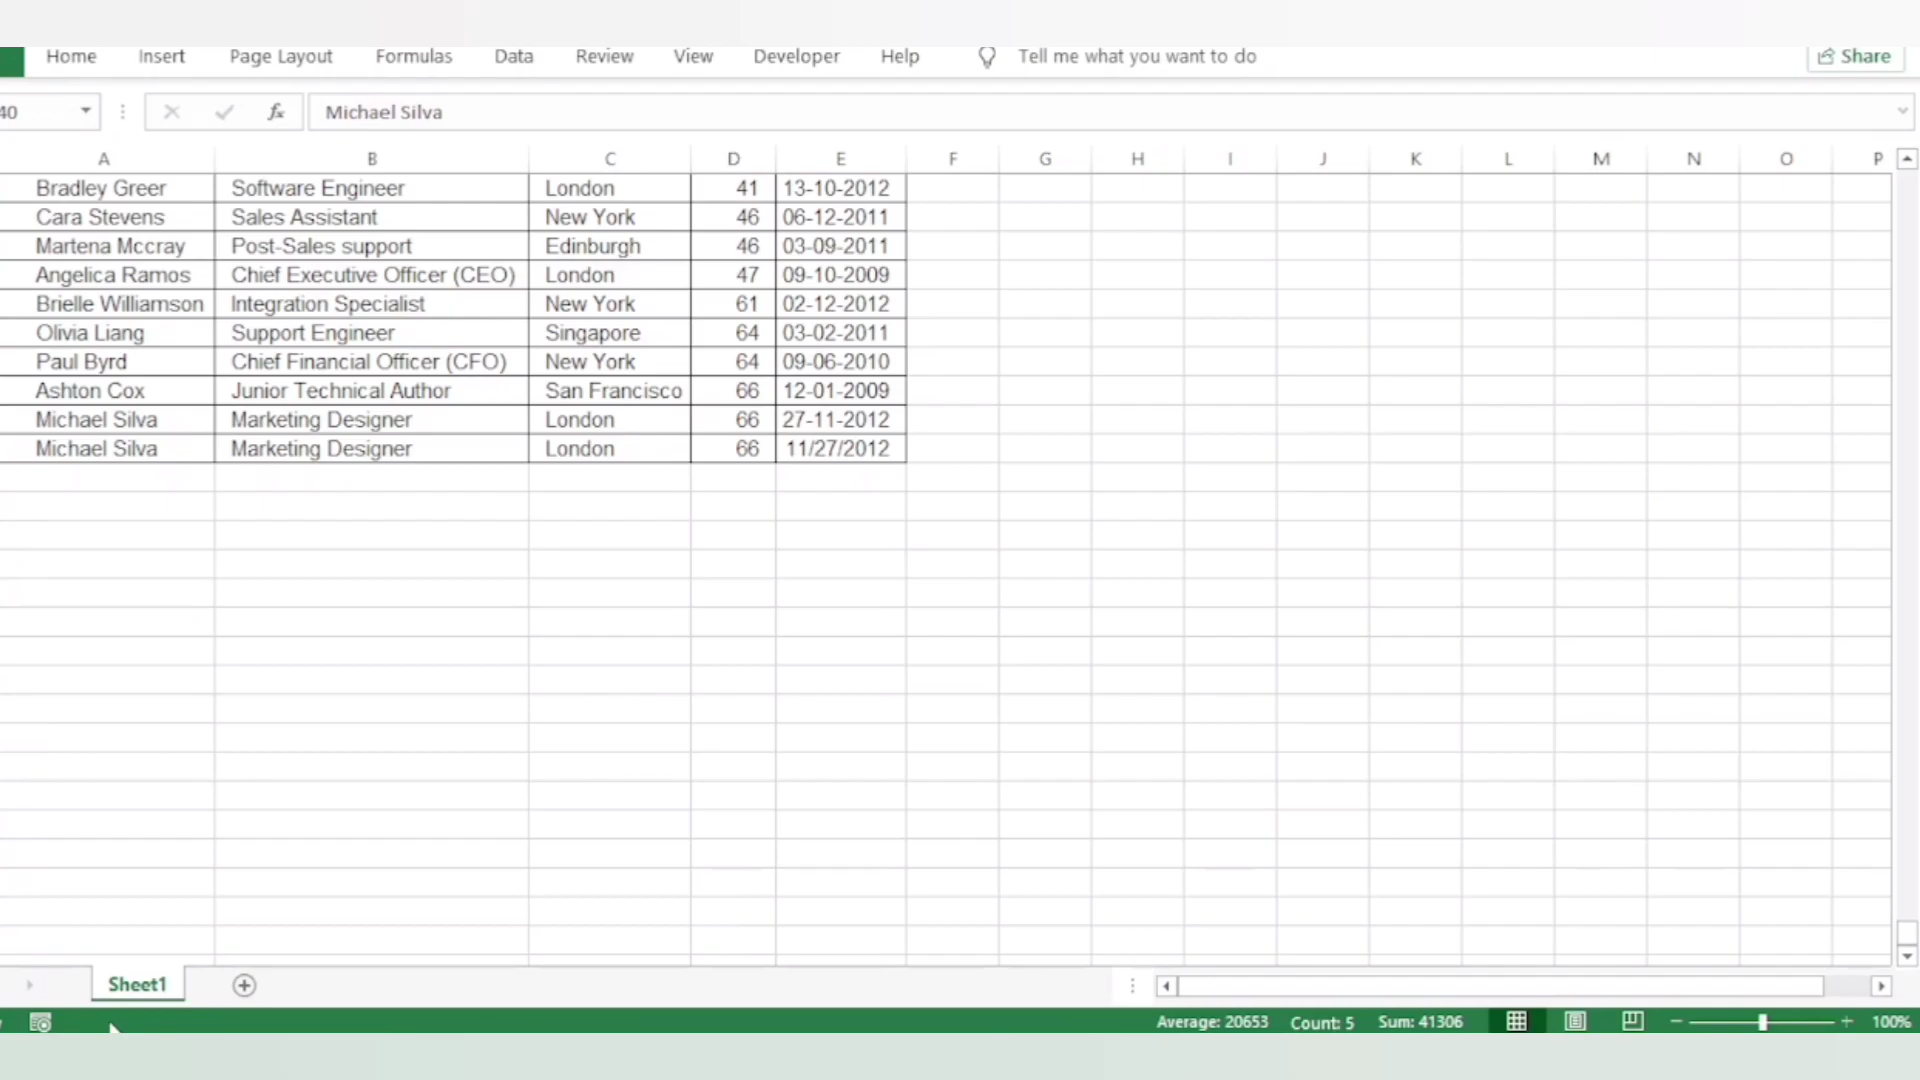 Home Insert Page Layout Formulas Data Review View Developer Help Tell me what you want to do Share
40 fx Michael Silva
A B C D E F G H I J K L M N O P
Bradley Greer Software Engineer London 41 13-10-2012
Cara Stevens Sales Assistant New York 46 06-12-2011
Martena Mccray Post-Sales support Edinburgh 46 03-09-2011
Angelica Ramos Chief Executive Officer (CEO) London 47 09-10-2009
Brielle Williamson Integration Specialist New York 61 02-12-2012
Olivia Liang Support Engineer Singapore 64 03-02-2011
Paul Byrd Chief Financial Officer (CFO) New York 64 09-06-2010
Ashton Cox Junior Technical Author San Francisco 66 12-01-2009
Michael Silva Marketing Designer London 66 27-11-2012
Michael Silva Marketing Designer London 66 11/27/2012
Sheet1
Average: 20653 Count: 5 Sum: 41306 100%